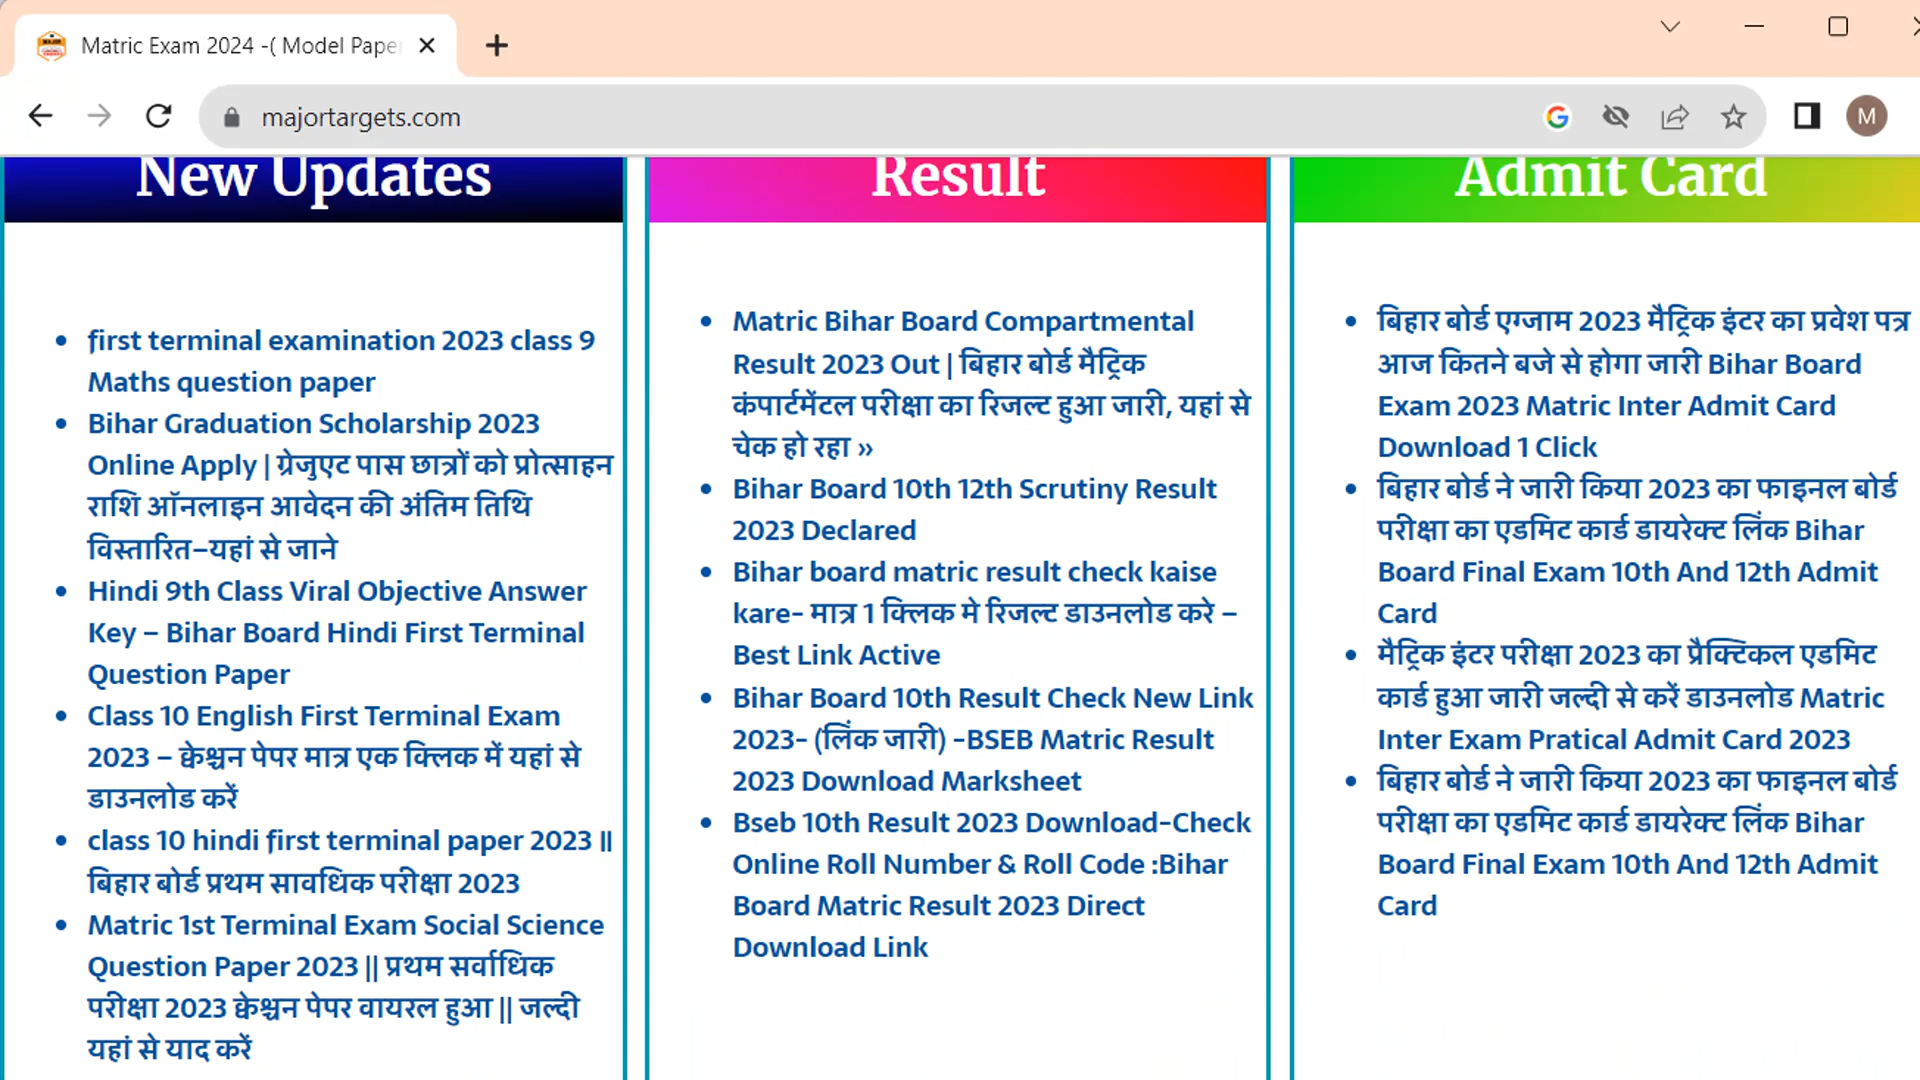 Matric Exam 2024 -( Model Pape
majortargets.com
M
New Updates
first terminal examination 2023 class 9
Maths question paper
Bihar Graduation Scholarship 2023
Online Apply | ग्रेजुएट पास छात्रों को प्रोत्साहन
राशि ऑनलाइन आवेदन की अंतिम तिथि
विस्तारित–यहां से जाने
Hindi 9th Class Viral Objective Answer
Key – Bihar Board Hindi First Terminal
Question Paper
Class 10 English First Terminal Exam
2023 – क्वेश्चन पेपर मात्र एक क्लिक में यहां से
डाउनलोड करें
class 10 hindi first terminal paper 2023 ||
बिहार बोर्ड प्रथम सावधिक परीक्षा 2023
Matric 1st Terminal Exam Social Science
Question Paper 2023 || प्रथम सर्वाधिक
परीक्षा 2023 क्वेश्चन पेपर वायरल हुआ || जल्दी
यहां से याद करें
Result
Matric Bihar Board Compartmental
Result 2023 Out | बिहार बोर्ड मैट्रिक
कंपार्टमेंटल परीक्षा का रिजल्ट हुआ जारी, यहां से
चेक हो रहा »
Bihar Board 10th 12th Scrutiny Result
2023 Declared
Bihar board matric result check kaise
kare- मात्र 1 क्लिक मे रिजल्ट डाउनलोड करे –
Best Link Active
Bihar Board 10th Result Check New Link
2023- (लिंक जारी) -BSEB Matric Result
2023 Download Marksheet
Bseb 10th Result 2023 Download-Check
Online Roll Number & Roll Code :Bihar
Board Matric Result 2023 Direct
Download Link
Admit Card
बिहार बोर्ड एग्जाम 2023 मैट्रिक इंटर का प्रवेश पत्र
आज कितने बजे से होगा जारी Bihar Board
Exam 2023 Matric Inter Admit Card
Download 1 Click
बिहार बोर्ड ने जारी किया 2023 का फाइनल बोर्ड
परीक्षा का एडमिट कार्ड डायरेक्ट लिंक Bihar
Board Final Exam 10th And 12th Admit
Card
मैट्रिक इंटर परीक्षा 2023 का प्रैक्टिकल एडमिट
कार्ड हुआ जारी जल्दी से करें डाउनलोड Matric
Inter Exam Pratical Admit Card 2023
बिहार बोर्ड ने जारी किया 2023 का फाइनल बोर्ड
परीक्षा का एडमिट कार्ड डायरेक्ट लिंक Bihar
Board Final Exam 10th And 12th Admit
Card